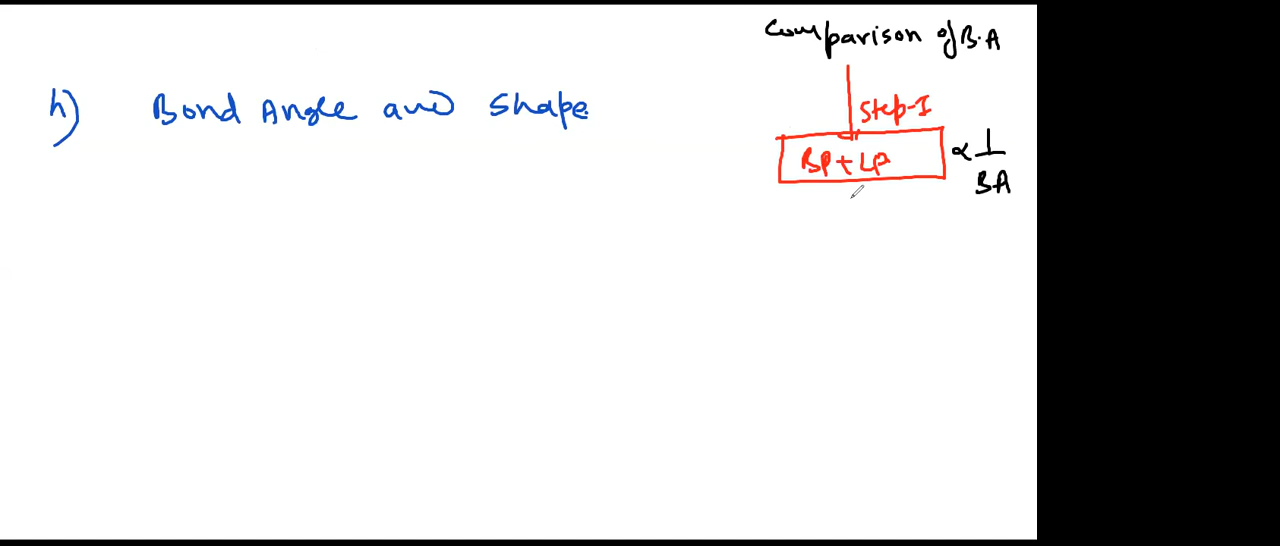 Comparison of B.A
h) Bond Angle and Shape
Step-I
BP + LP ∝ 1/BA